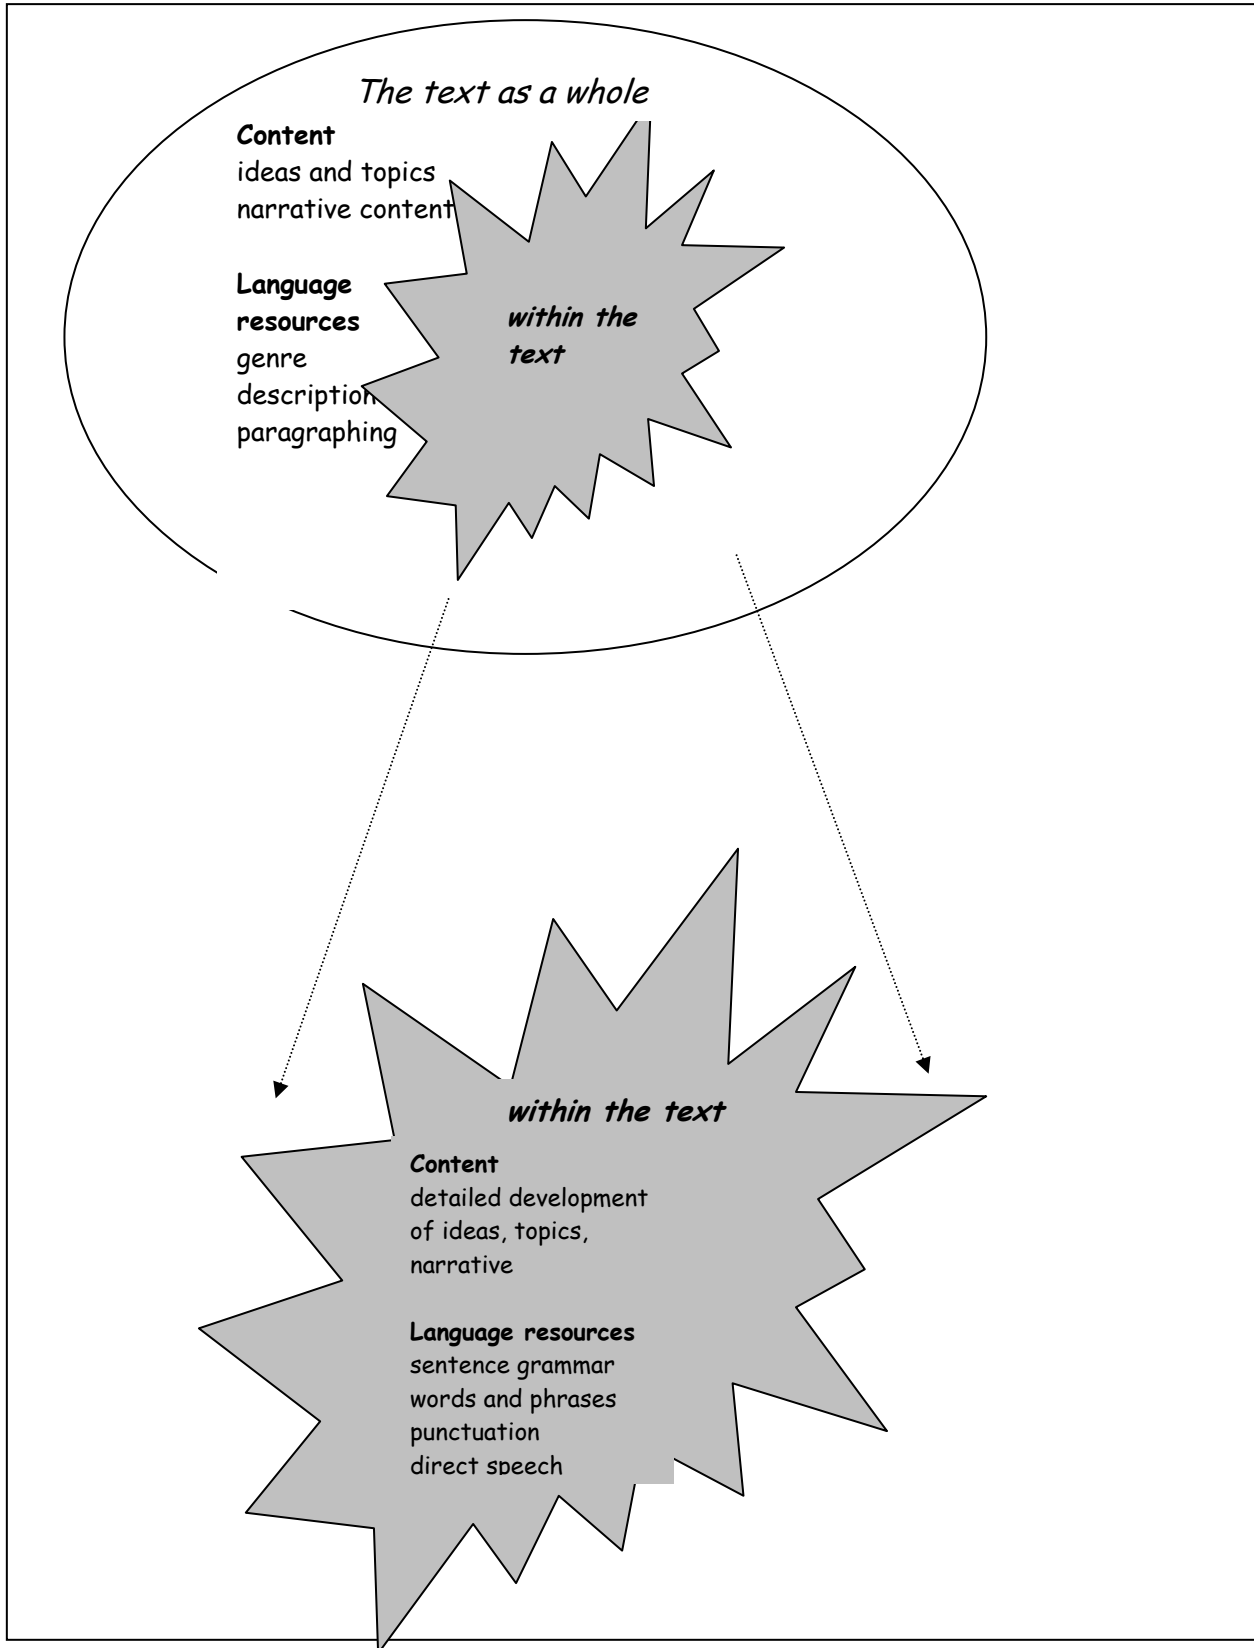 The text as a whole
Content
ideas and topics
narrative content
Language
resources
genre
description
paragraphing
within the
text
within the text
Content
detailed development
of ideas, topics,
narrative
Language resources
sentence grammar
words and phrases
punctuation
direct speech